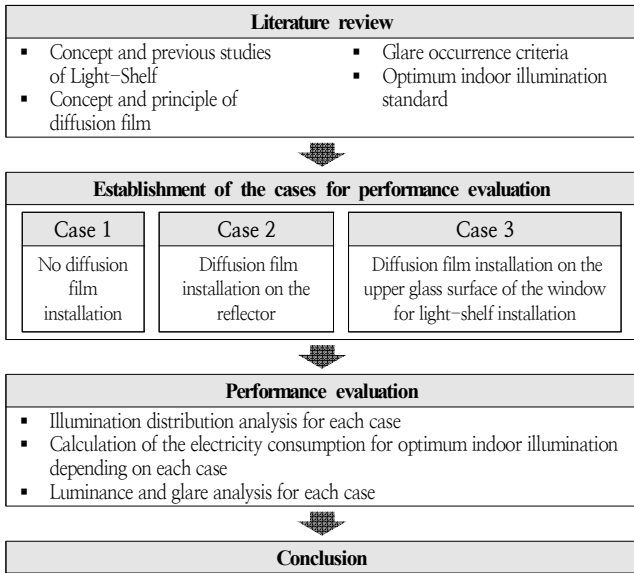 Literature review
▪ Concept and previous studies
of Light-Shelf
▪ Concept and principle of
diffusion film
▪ Glare occurrence criteria
▪ Optimum indoor illumination
standard
Establishment of the cases for performance evaluation
Case 1
No diffusion
film
installation
Case 2
Diffusion film
installation on the
reflector
Case 3
Diffusion film installation on the
upper glass surface of the window
for light-shelf installation
Performance evaluation
▪ Illumination distribution analysis for each case
▪ Calculation of the electricity consumption for optimum indoor illumination
depending on each case
▪ Luminance and glare analysis for each case
Conclusion